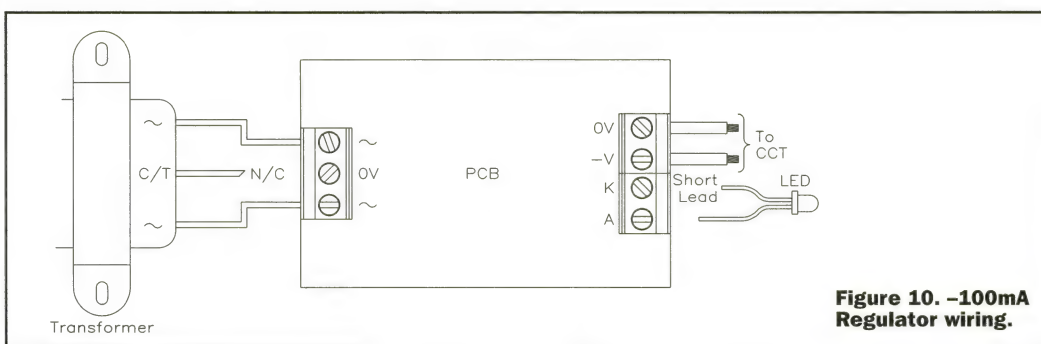 ~
C/T
N/C
~
Transformer
~
0V
~
PCB
0V
–V
K
A
To
CCT
Short
Lead
LED
Figure 10. –100mA
Regulator wiring.